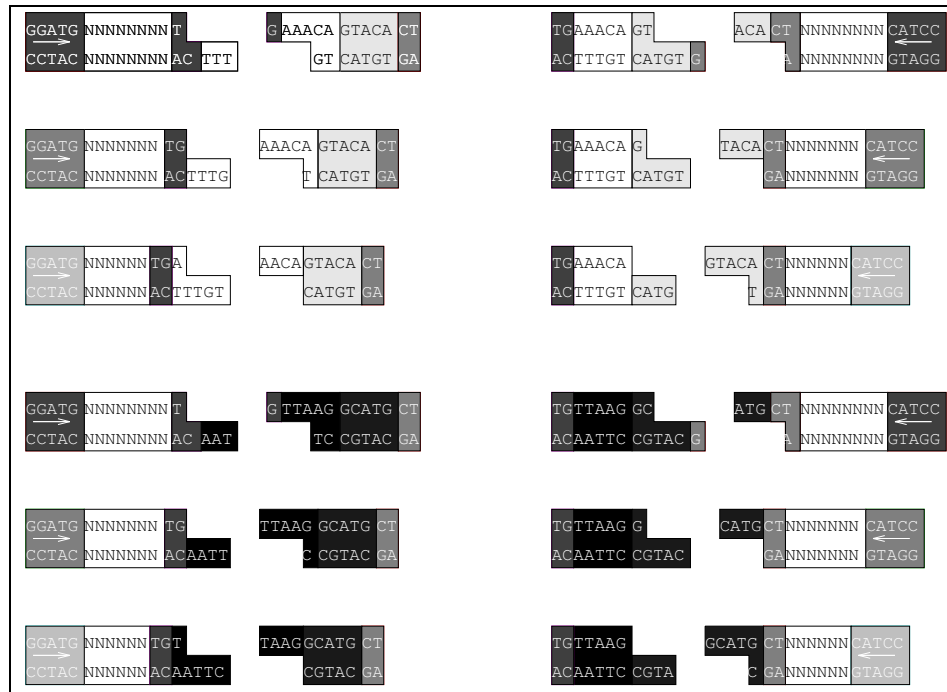 GGATG NNNNNNNN T G AAACA GTACA CT TG AAACA GT ACA CT NNNNNNNN CATCC
CCTAC NNNNNNNN AC TTT GT CATGT GA AC TTTGT CATGT G A NNNNNNNN GTAGG
GGATG NNNNNNN TG AAACA GTACA CT TG AAACA G TACA CT NNNNNNN CATCC
CCTAC NNNNNNN AC TTTG T CATGT GA AC TTTGT CATGT GA NNNNNNN GTAGG
GGATG NNNNNN TG A AACA GTACA CT TG AAACA GTACA CT NNNNNN CATCC
CCTAC NNNNNN AC TTTGT CATGT GA AC TTTGT CATG T GA NNNNNN GTAGG
GGATG NNNNNNNN T G TTAAG GCATG CT TG TTAAG GC ATG CT NNNNNNNN CATCC
CCTAC NNNNNNNN AC AAT TC CGTAC GA AC AATTC CGTAC G A NNNNNNNN GTAGG
GGATG NNNNNNN TG TTAAG GCATG CT TG TTAAG G CATG CT NNNNNNN CATCC
CCTAC NNNNNNN AC AATT C CGTAC GA AC AATTC CGTAC GA NNNNNNN GTAGG
GGATG NNNNNN TG T TAAG GCATG CT TG TTAAG GCATG CT NNNNNN CATCC
CCTAC NNNNNN AC AATTC CGTAC GA AC AATTC CGTA C GA NNNNNN GTAGG